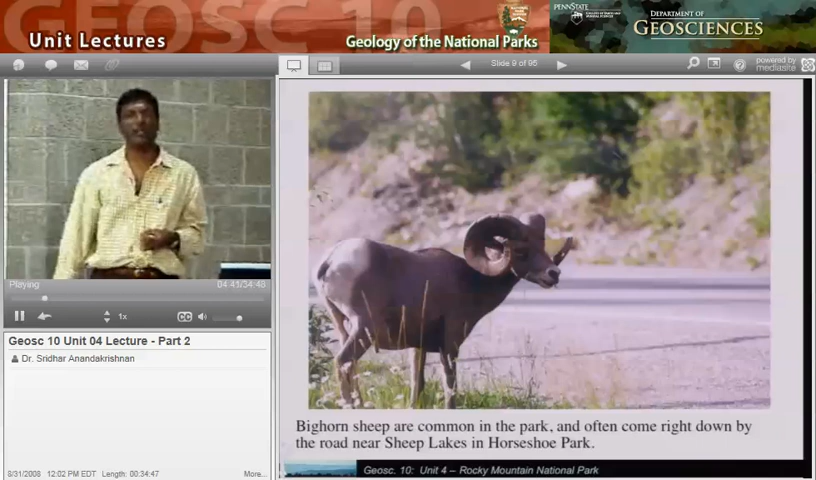 GEOSC 10
Unit Lectures
Geology of the National Parks
PENNSTATE
DEPARTMENT OF
GEOSCIENCES
Slide 9 of 95
powered by
mediasite
Playing
04:45/34:48
1x
CC
Geosc 10 Unit 04 Lecture - Part 2
Dr. Sridhar Anandakrishnan
8/31/2008 12:02 PM EDT Length: 00:34:47
More...
Bighorn sheep are common in the park, and often come right down by
the road near Sheep Lakes in Horseshoe Park.
Geosc. 10: Unit 4 – Rocky Mountain National Park